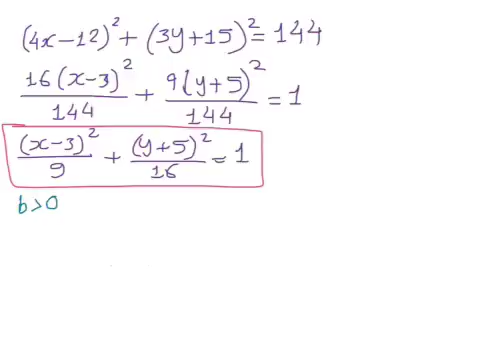 (4x-12)² + (3y+15)² = 144
16(x-3)²/144 + 9(y+5)²/144 = 1
(x-3)²/9 + (y+5)²/16 = 1
b>0